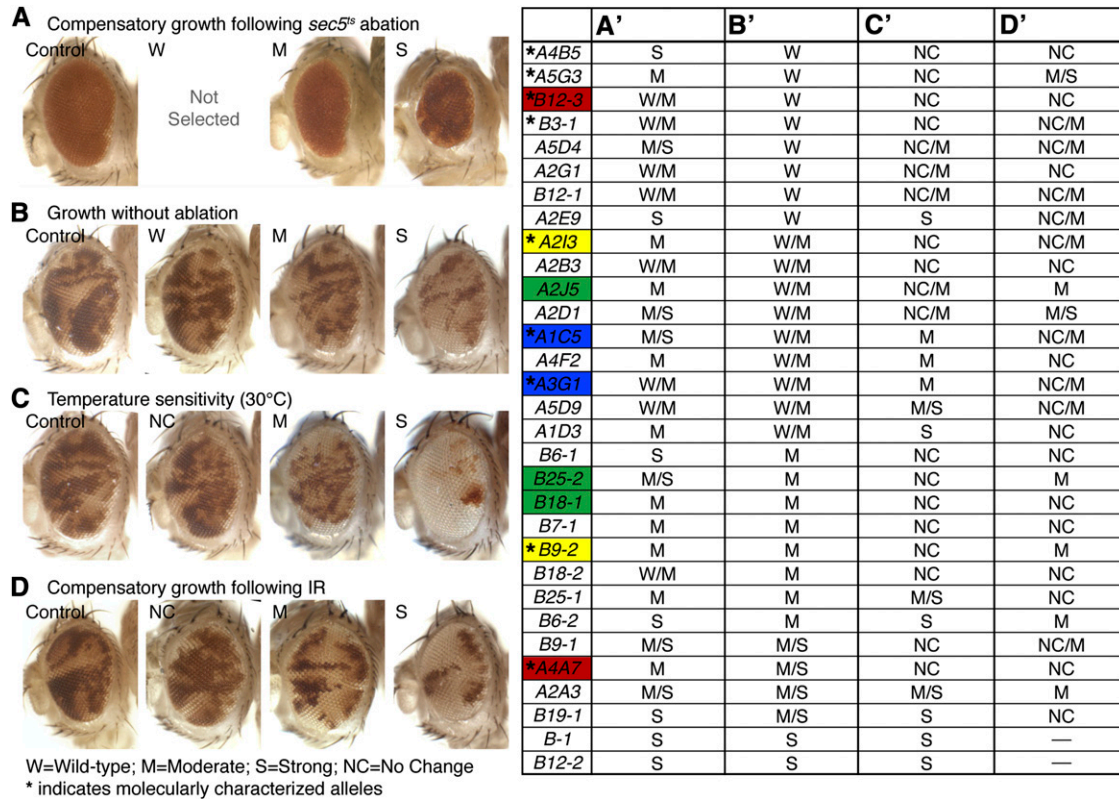 A Compensatory growth following sec5ts abation
Control W M S
Not
Selected
B Growth without ablation
Control W M S
C Temperature sensitivity (30°C)
Control NC M S
D Compensatory growth following IR
Control NC M S
W=Wild-type; M=Moderate; S=Strong; NC=No Change
* indicates molecularly characterized alleles
A’ B’ C’ D’
*A4B5 S W NC NC
*A5G3 M W NC M/S
*B12-3 W/M W NC NC
*B3-1 W/M W NC NC/M
A5D4 M/S W NC/M NC/M
A2G1 W/M W NC/M NC
B12-1 W/M W NC/M NC/M
A2E9 S W S NC/M
*A2I3 M W/M NC NC/M
A2B3 W/M W/M NC NC
A2J5 M W/M NC/M M
A2D1 M/S W/M NC/M M/S
*A1C5 M/S W/M M NC/M
A4F2 M W/M M NC
*A3G1 W/M W/M M NC/M
A5D9 W/M W/M M/S NC/M
A1D3 M W/M S NC
B6-1 S M NC NC
B25-2 M/S M NC M
B18-1 M M NC NC
B7-1 M M NC NC
*B9-2 M M NC M
B18-2 W/M M NC NC
B25-1 M M M/S NC
B6-2 S M S M
B9-1 M/S M/S NC NC/M
*A4A7 M M/S NC NC
A2A3 M/S M/S M/S M
B19-1 S M/S S NC
B-1 S S S —
B12-2 S S S —